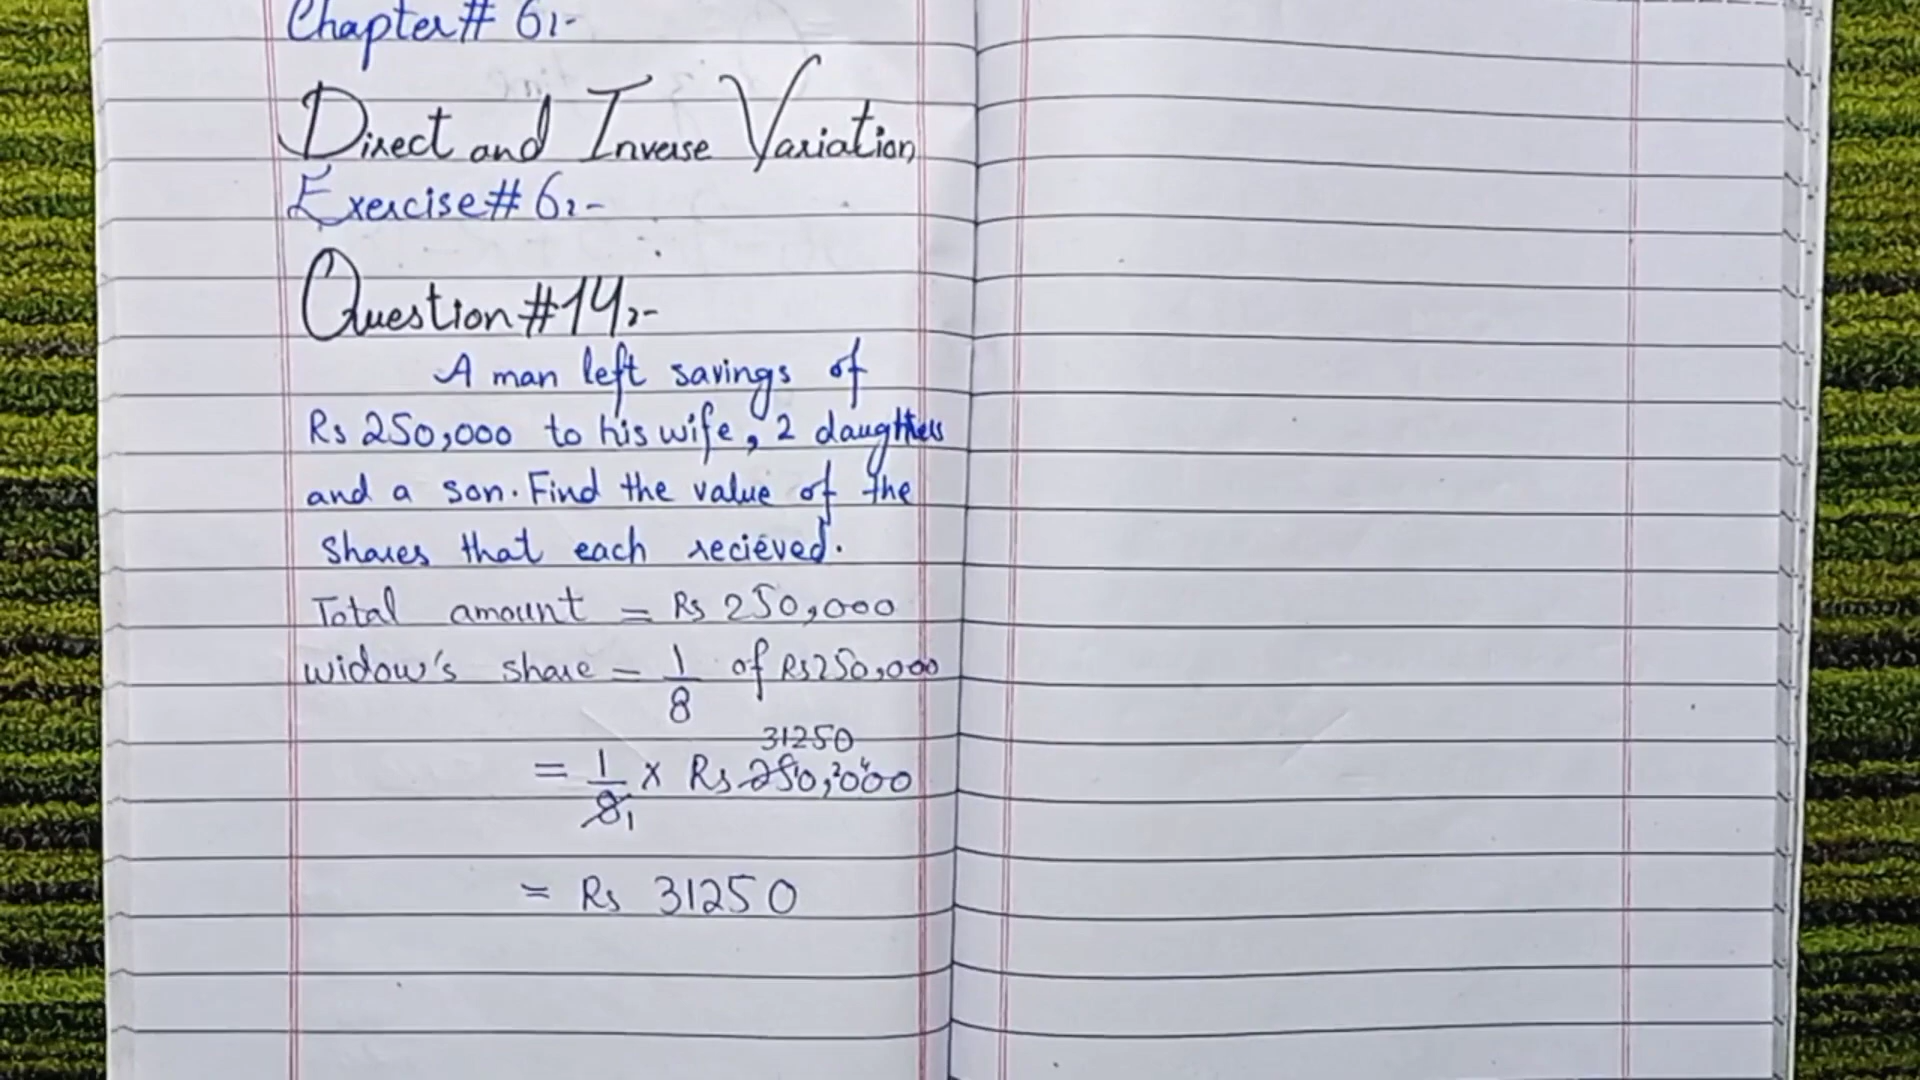 Chapter# 6:-
Direct and Inverse Variation
Exercise# 6:-
Question#14:-
A man left savings of
Rs 250,000 to his wife, 2 daugthers
and a son. Find the value of the
shares that each recieved.
Total amount = Rs 250,000
widow's share = 1/8 of Rs250,000
31250
= 1/8 1 x Rs 250,000
= Rs 31250